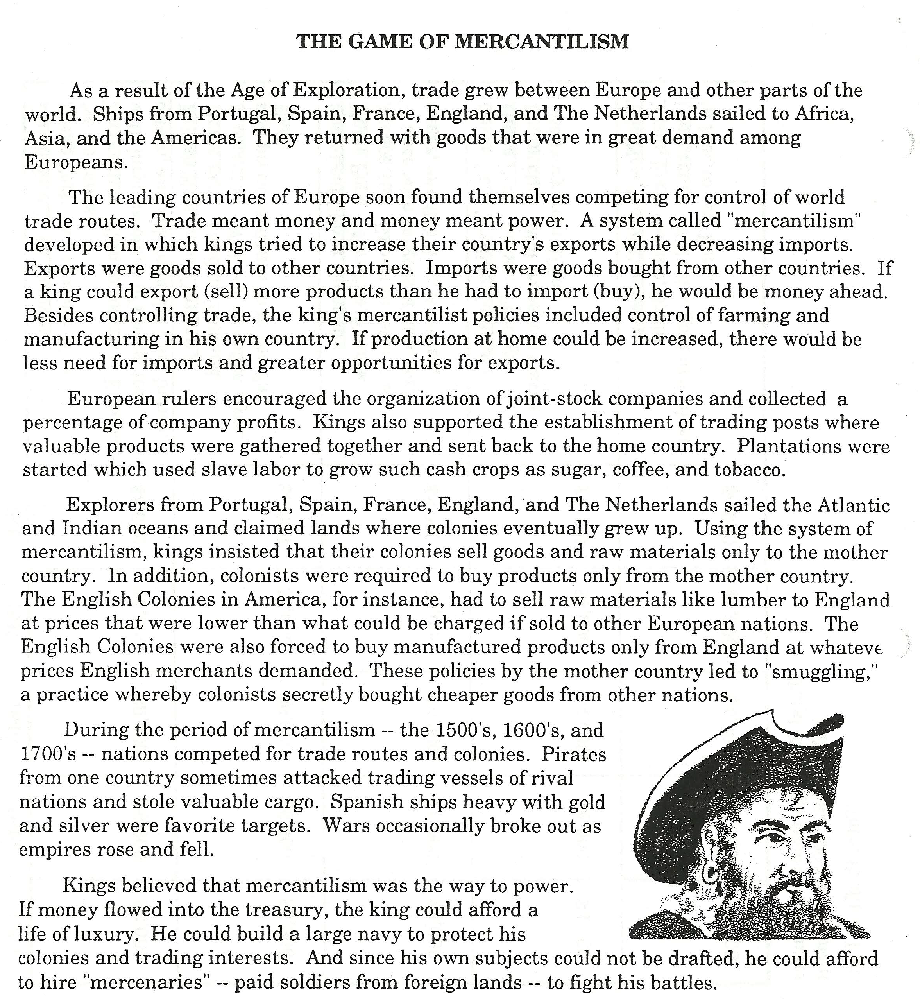 THE GAME OF MERCANTILISM
As a result of the Age of Exploration, trade grew between Europe and other parts of the
world. Ships from Portugal, Spain, France, England, and The Netherlands sailed to Africa,
Asia, and the Americas. They returned with goods that were in great demand among
Europeans.
The leading countries of Europe soon found themselves competing for control of world
trade routes. Trade meant money and money meant power. A system called "mercantilism"
developed in which kings tried to increase their country's exports while decreasing imports.
Exports were goods sold to other countries. Imports were goods bought from other countries. If
a king could export (sell) more products than he had to import (buy), he would be money ahead.
Besides controlling trade, the king's mercantilist policies included control of farming and
manufacturing in his own country. If production at home could be increased, there would be
less need for imports and greater opportunities for exports.
European rulers encouraged the organization of joint-stock companies and collected a
percentage of company profits. Kings also supported the establishment of trading posts where
valuable products were gathered together and sent back to the home country. Plantations were
started which used slave labor to grow such cash crops as sugar, coffee, and tobacco.
Explorers from Portugal, Spain, France, England, and The Netherlands sailed the Atlantic
and Indian oceans and claimed lands where colonies eventually grew up. Using the system of
mercantilism, kings insisted that their colonies sell goods and raw materials only to the mother
country. In addition, colonists were required to buy products only from the mother country.
The English Colonies in America, for instance, had to sell raw materials like lumber to England
at prices that were lower than what could be charged if sold to other European nations. The
English Colonies were also forced to buy manufactured products only from England at whateve
prices English merchants demanded. These policies by the mother country led to "smuggling,"
a practice whereby colonists secretly bought cheaper goods from other nations.
During the period of mercantilism -- the 1500's, 1600's, and
1700's -- nations competed for trade routes and colonies. Pirates
from one country sometimes attacked trading vessels of rival
nations and stole valuable cargo. Spanish ships heavy with gold
and silver were favorite targets. Wars occasionally broke out as
empires rose and fell.
Kings believed that mercantilism was the way to power.
If money flowed into the treasury, the king could afford a
life of luxury. He could build a large navy to protect his
colonies and trading interests. And since his own subjects could not be drafted, he could afford
to hire "mercenaries" -- paid soldiers from foreign lands -- to fight his battles.